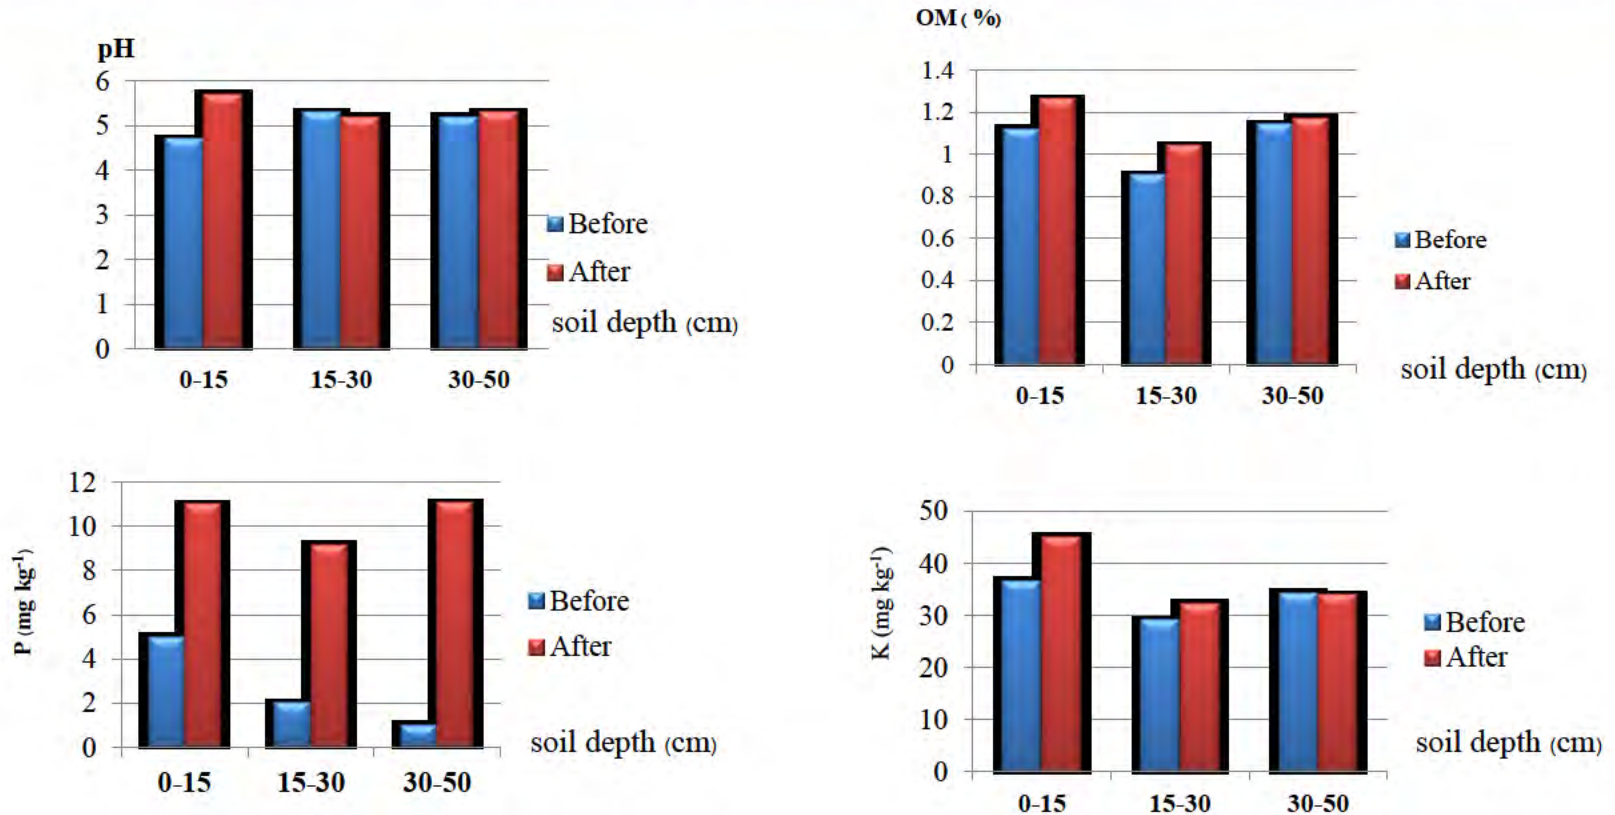 pH
6
5
4
3
2
1
0
0-15 15-30 30-50
Before
After
soil depth (cm)
OM ( %)
1.4
1.2
1
0.8
0.6
0.4
0.2
0
0-15 15-30 30-50
Before
After
soil depth (cm)
P (mg kg-1)
12
10
8
6
4
2
0
0-15 15-30 30-50
Before
After
soil depth (cm)
K (mg kg-1)
50
40
30
20
10
0
0-15 15-30 30-50
Before
After
soil depth (cm)